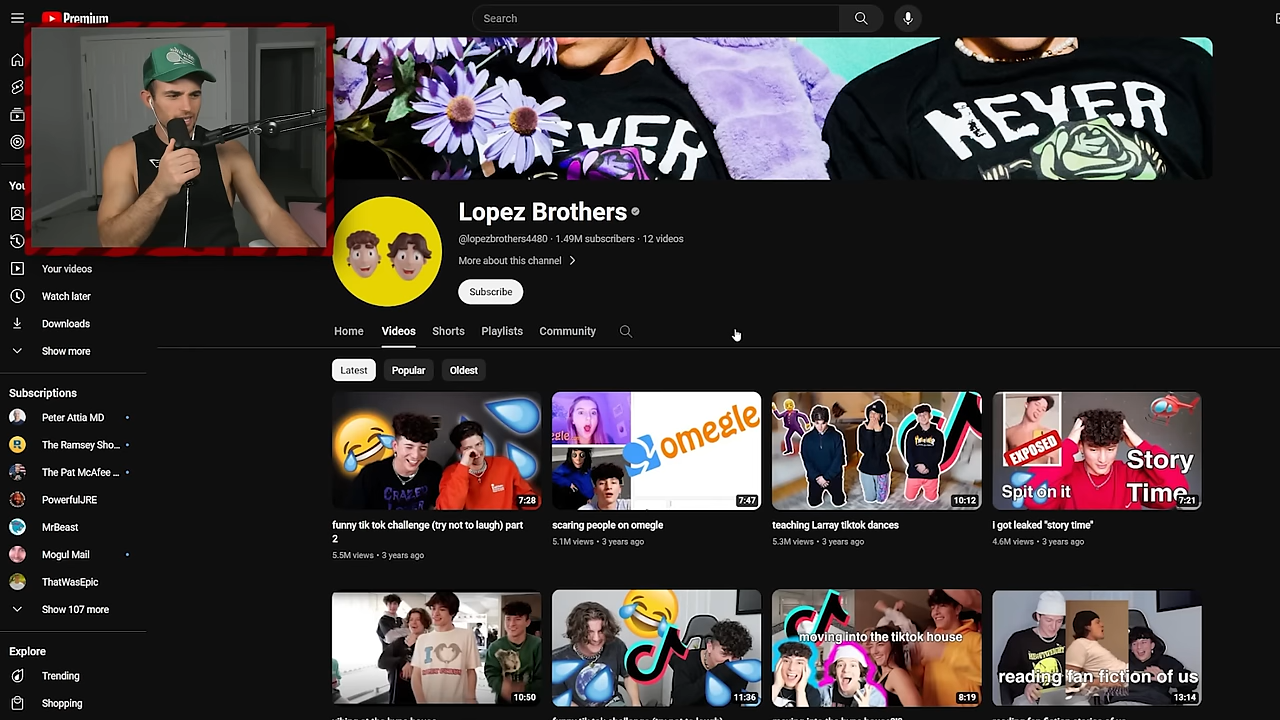 Premium
Search
NEVER
NEVER
Lopez Brothers
@lopezbrothers4480 · 1.49M subscribers · 12 videos
More about this channel
Subscribe
Home
Videos
Shorts
Playlists
Community
Latest
Popular
Oldest
You
Your videos
Watch later
Downloads
Show more
Subscriptions
Peter Attia MD
The Ramsey Sho...
The Pat McAfee ...
PowerfulJRE
MrBeast
Mogul Mail
ThatWasEpic
Show 107 more
Explore
Trending
Shopping
7:28
funny tik tok challenge (try not to laugh) part
2
5.5M views • 3 years ago
omegle
7:47
scaring people on omegle
5.1M views • 3 years ago
10:12
teaching Larray tiktok dances
5.3M views • 3 years ago
EXPOSED
Spit on it
Story
Time
7:21
i got leaked "story time"
4.6M views • 3 years ago
10:50
11:36
moving into the tiktok house
8:19
reading fan fiction of us
13:14